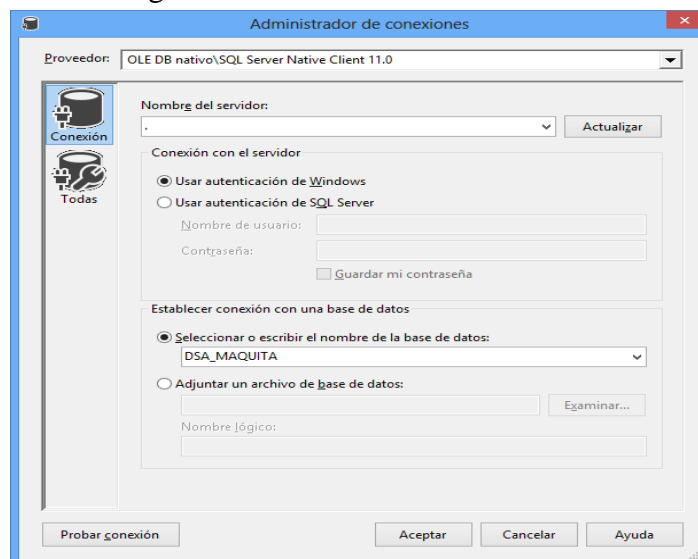 Administrador de conexiones
Proveedor: OLE DB nativo\SQL Server Native Client 11.0
Conexión
Todas
Nombre del servidor:
. Actualizar
Conexión con el servidor
Usar autenticación de Windows
Usar autenticación de SQL Server
Nombre de usuario:
Contraseña:
Guardar mi contraseña
Establecer conexión con una base de datos
Seleccionar o escribir el nombre de la base de datos:
DSA_MAQUITA
Adjuntar un archivo de base de datos:
Examinar...
Nombre lógico:
Probar conexión Aceptar Cancelar Ayuda